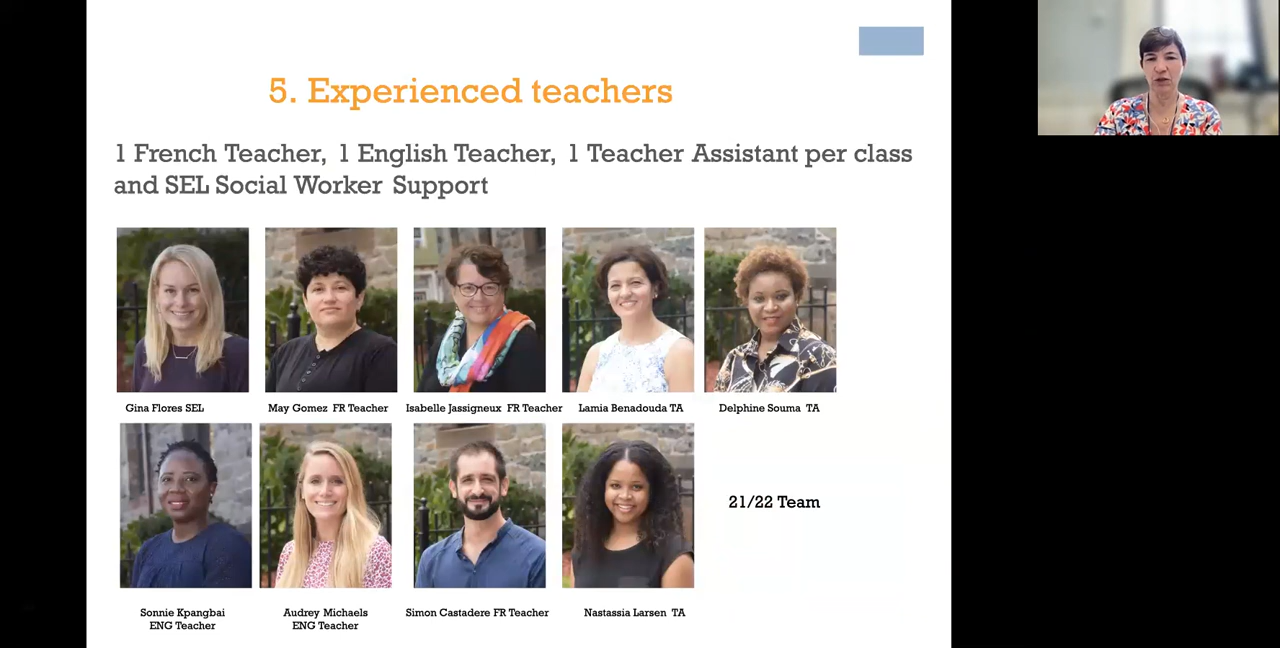 5. Experienced teachers
1 French Teacher, 1 English Teacher, 1 Teacher Assistant per class
and SEL Social Worker Support
Gina Flores SEL
May Gomez FR Teacher
Isabelle Jassigneux FR Teacher
Lamia Benadouda TA
Delphine Souma TA
21/22 Team
Sonnie Kpangbai
ENG Teacher
Audrey Michaels
ENG Teacher
Simon Castadere FR Teacher
Nastassia Larsen TA